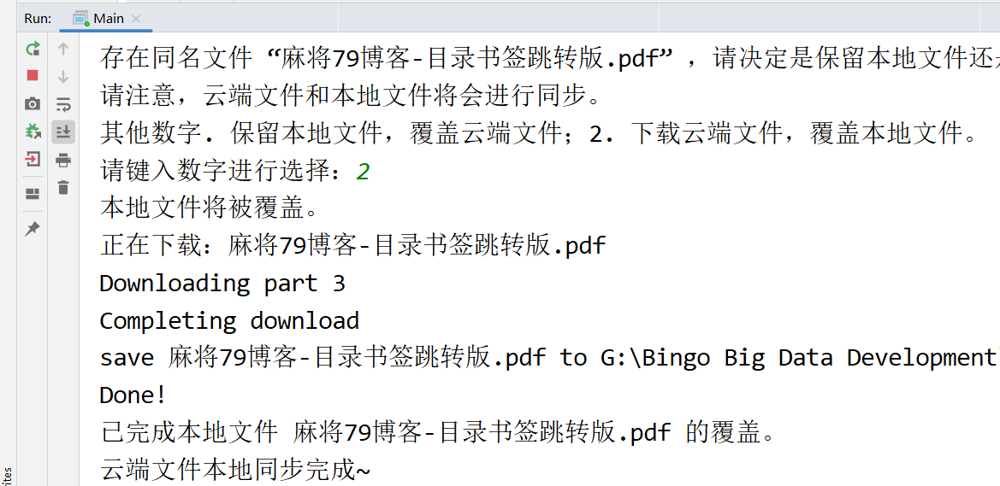 Run: Main
存在同名文件 “麻将79博客-目录书签跳转版.pdf” ，请决定是保留本地文件还
请注意，云端文件和本地文件将会进行同步。
其他数字. 保留本地文件，覆盖云端文件；2. 下载云端文件，覆盖本地文件。
请键入数字进行选择：2
本地文件将被覆盖。
正在下载：麻将79博客-目录书签跳转版.pdf
Downloading part 3
Completing download
save 麻将79博客-目录书签跳转版.pdf to G:\Bingo Big Data Development
Done!
已完成本地文件 麻将79博客-目录书签跳转版.pdf 的覆盖。
云端文件本地同步完成~